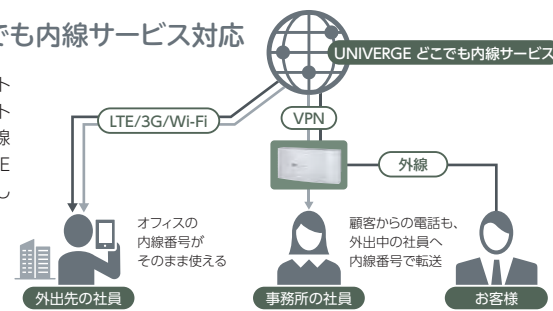 でも内線サービス対応
UNIVERGE どこでも内線サービス
ト
ト
線
E
し
LTE/3G/Wi-Fi
VPN
外線
オフィスの
内線番号が
そのまま使える
顧客からの電話も、
外出中の社員へ
内線番号で転送
外出先の社員
事務所の社員
お客様